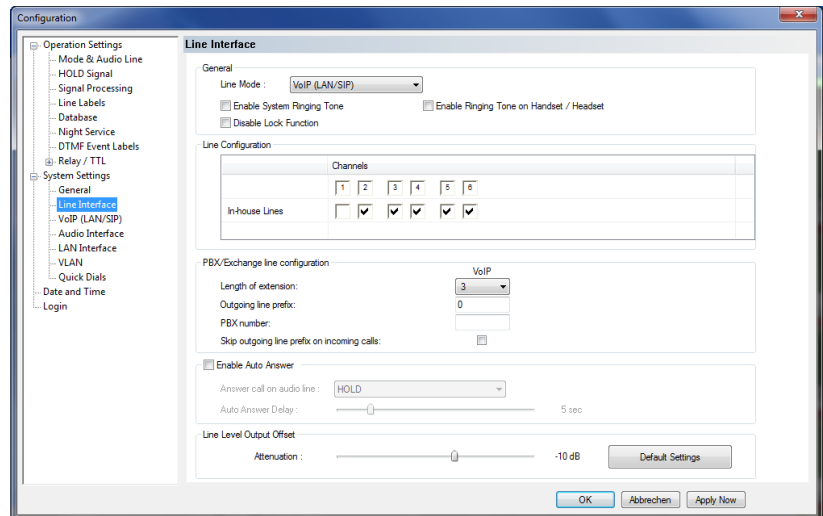 Configuration
Operation Settings
Mode & Audio Line
HOLD Signal
Signal Processing
Line Labels
Database
Night Service
DTMF Event Labels
Relay / TTL
System Settings
General
Line Interface
VoIP (LAN/SIP)
Audio Interface
LAN Interface
VLAN
Quick Dials
Date and Time
Login
Line Interface
General
Line Mode : VoIP (LAN/SIP)
Enable System Ringing Tone Enable Ringing Tone on Handset / Headset
Disable Lock Function
Line Configuration
Channels
1 2 3 4 5 6
In-house Lines
PBX/Exchange line configuration
VoIP
Length of extension: 3
Outgoing line prefix: 0
PBX number:
Skip outgoing line prefix on incoming calls:
Enable Auto Answer
Answer call on audio line : HOLD
Auto Answer Delay : 5 sec
Line Level Output Offset
Attenuation : -10 dB Default Settings
OK Abbrechen Apply Now